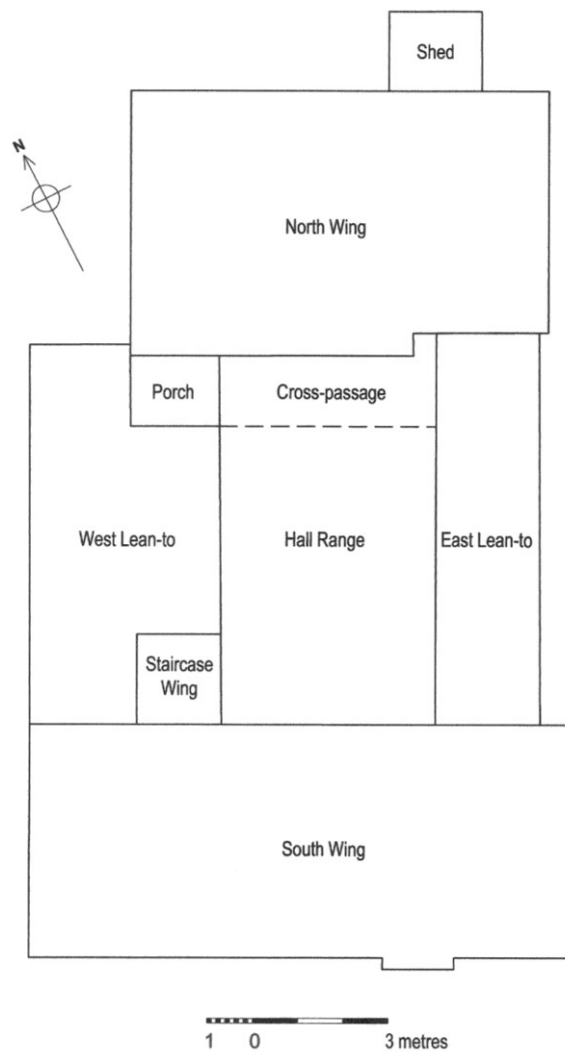 Shed
N
North Wing
Porch
Cross-passage
West Lean-to
Hall Range
East Lean-to
Staircase
Wing
South Wing
1 0 3 metres